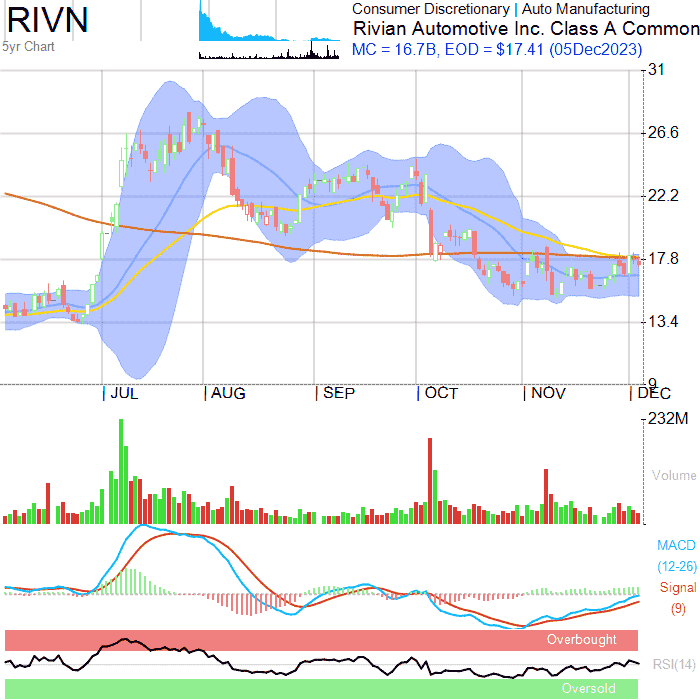 RIVN
Consumer Discretionary | Auto Manufacturing
Rivian Automotive Inc. Class A Common
5yr Chart
MC = 16.7B, EOD = $17.41 (05Dec2023)
31
26.6
22.2
17.8
13.4
9
JUL AUG SEP OCT NOV DEC
232M
Volume
MACD
(12-26)
Signal
(9)
Overbought
RSI(14)
Oversold